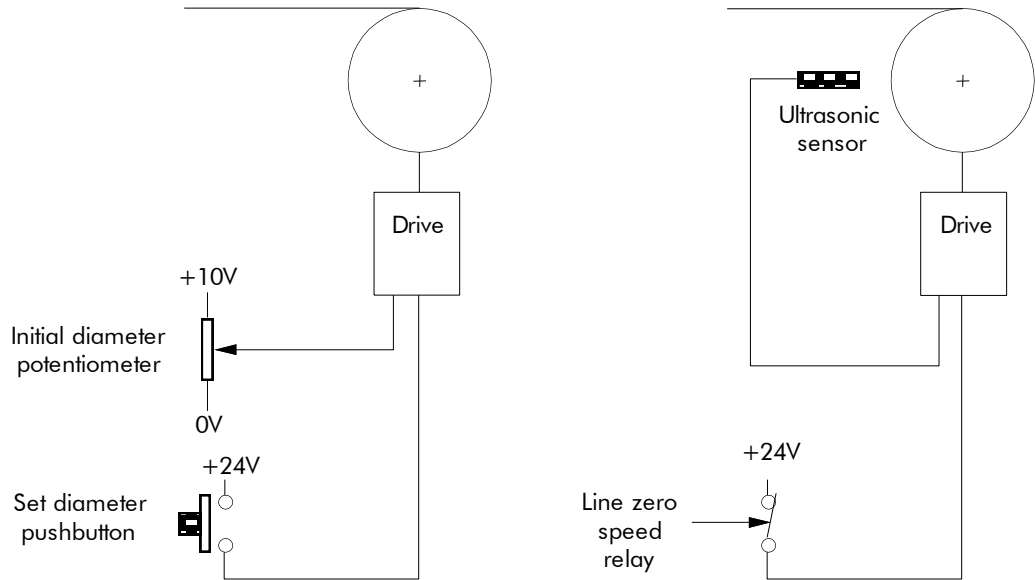 Drive
+10V
Initial diameter
potentiometer
0V
+24V
Set diameter
pushbutton
Ultrasonic
sensor
Drive
+24V
Line zero
speed
relay